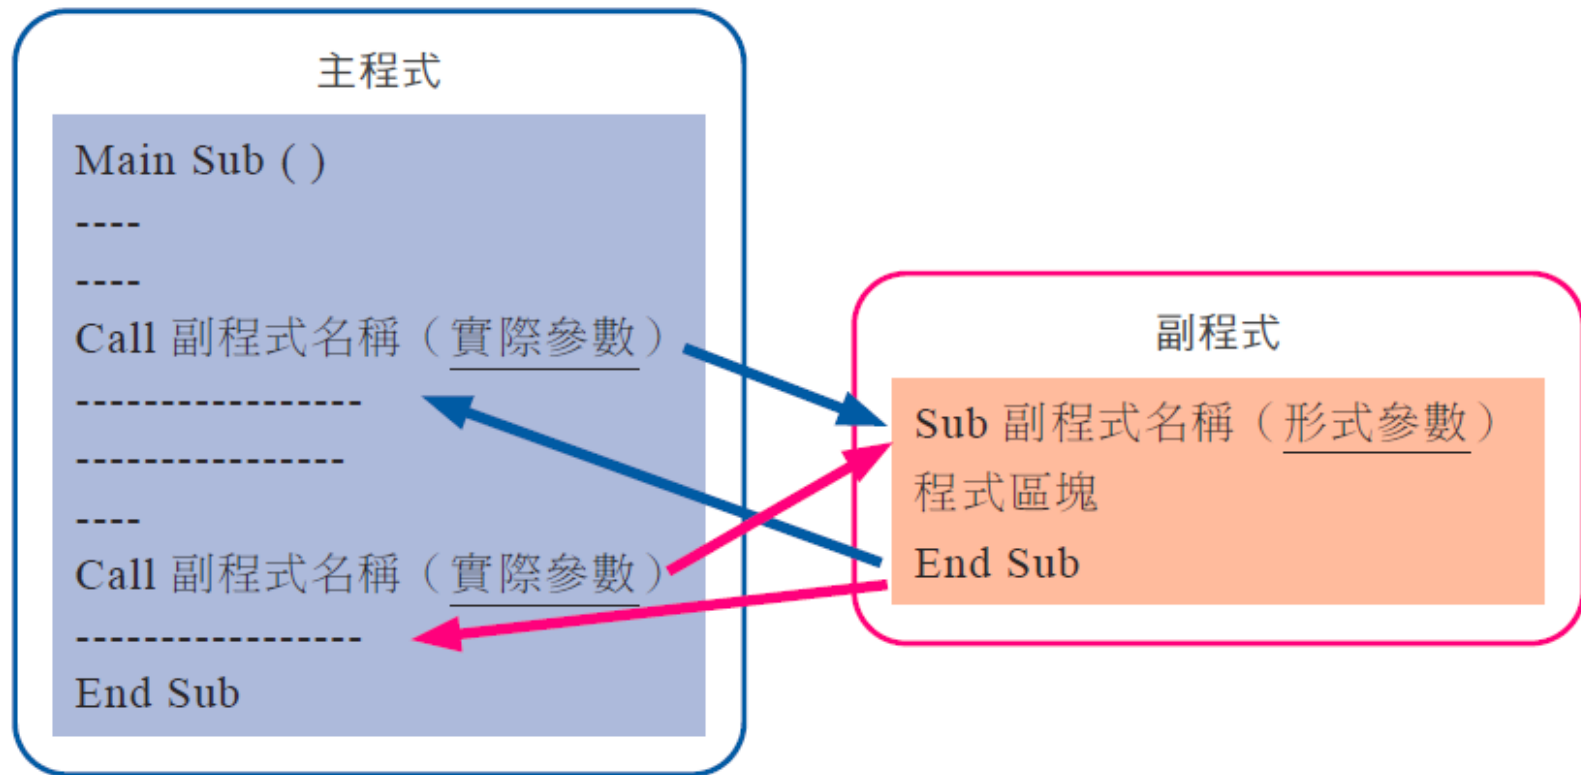 主程式
Main Sub ( )
----
----
Call 副程式名稱（實際參數）
-----------------
----------------
----
Call 副程式名稱（實際參數）
-----------------
End Sub
副程式
Sub 副程式名稱（形式參數）
程式區塊
End Sub